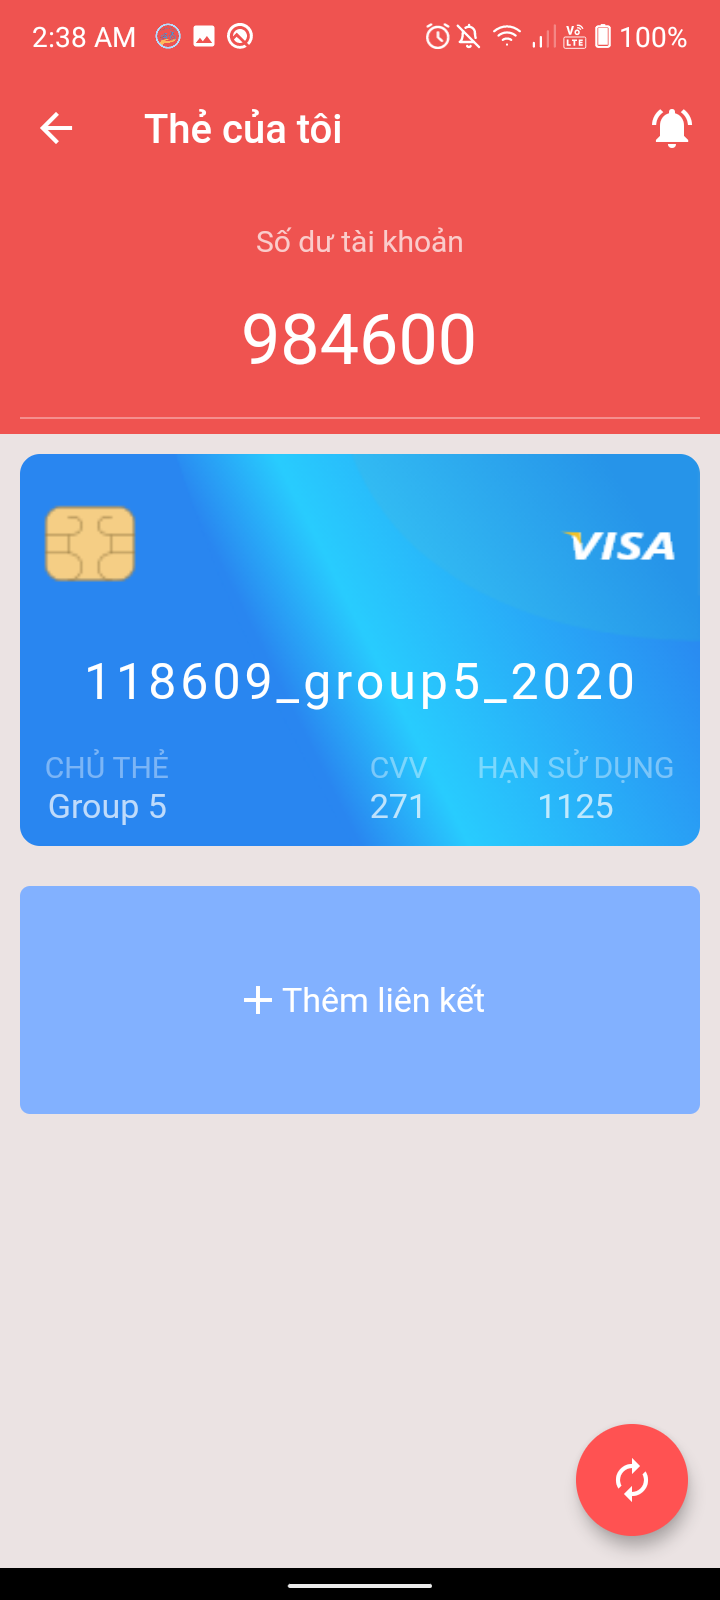 2:38 AM 100%
Thẻ của tôi
Số dư tài khoản
984600
VISA
118609_group5_2020
CHỦ THẺ CVV HẠN SỬ DỤNG
Group 5 271 1125
Thêm liên kết